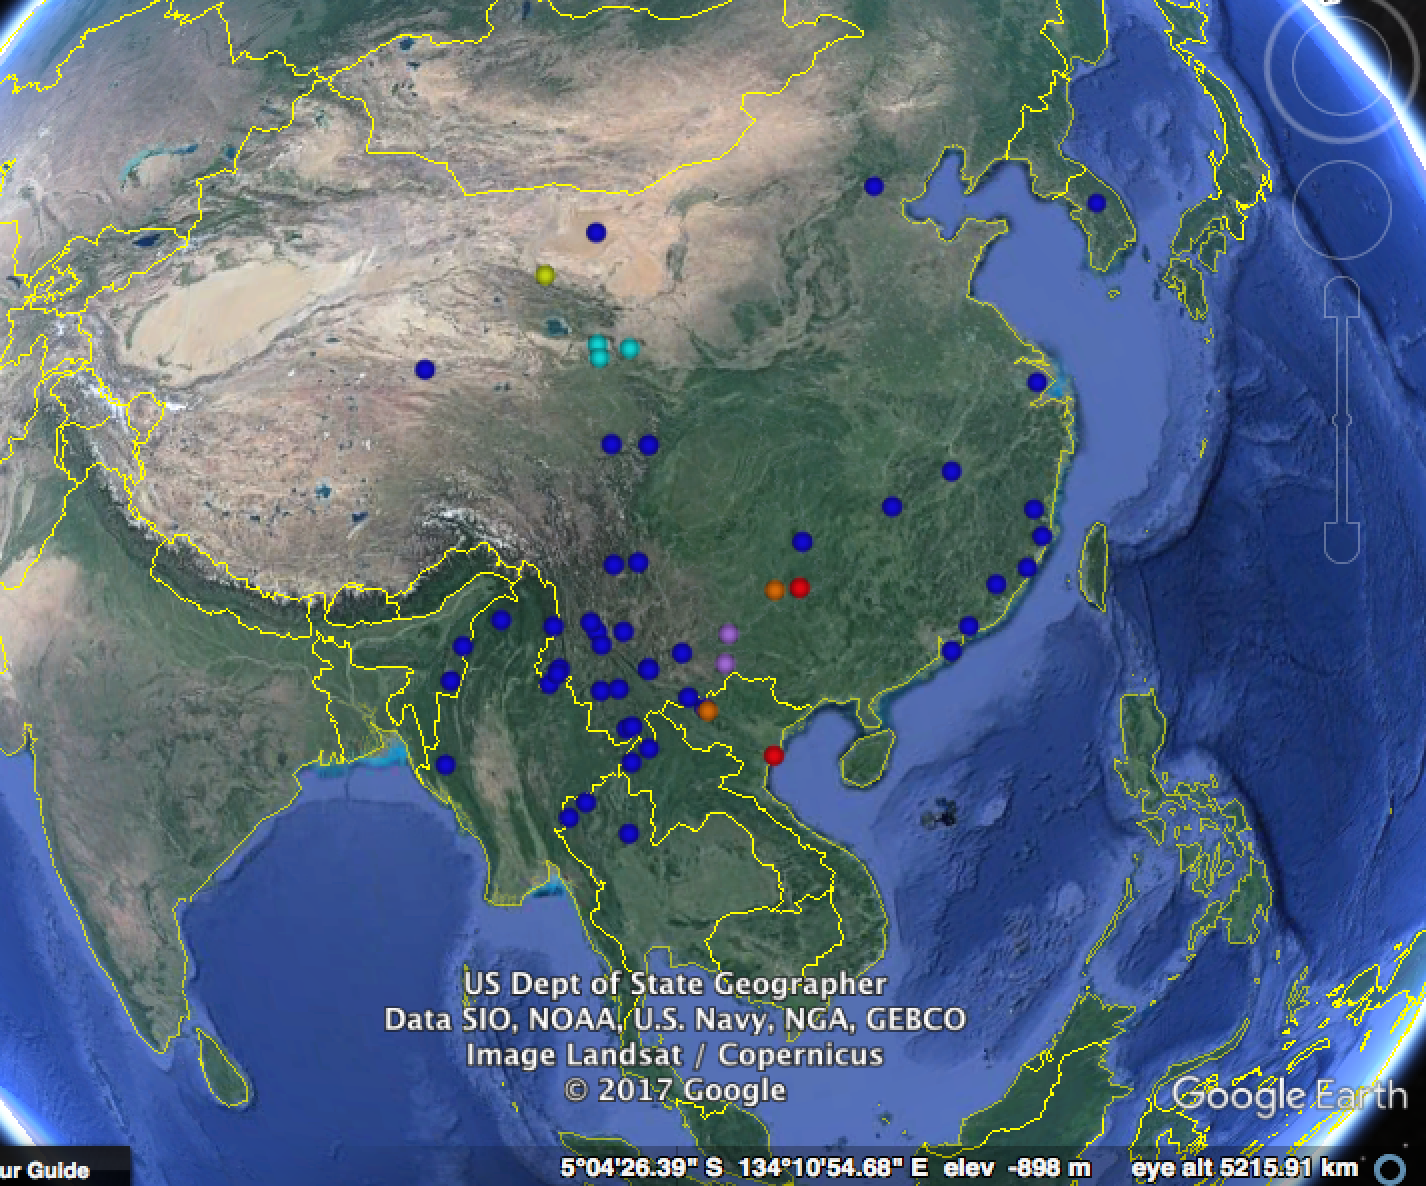 US Dept of State Geographer
Data SIO, NOAA, U.S. Navy, NGA, GEBCO
Image Landsat / Copernicus
© 2017 Google
Google Earth
ur Guide
5°04'26.39" S 134°10'54.68" E elev -898 m eye alt 5215.91 km